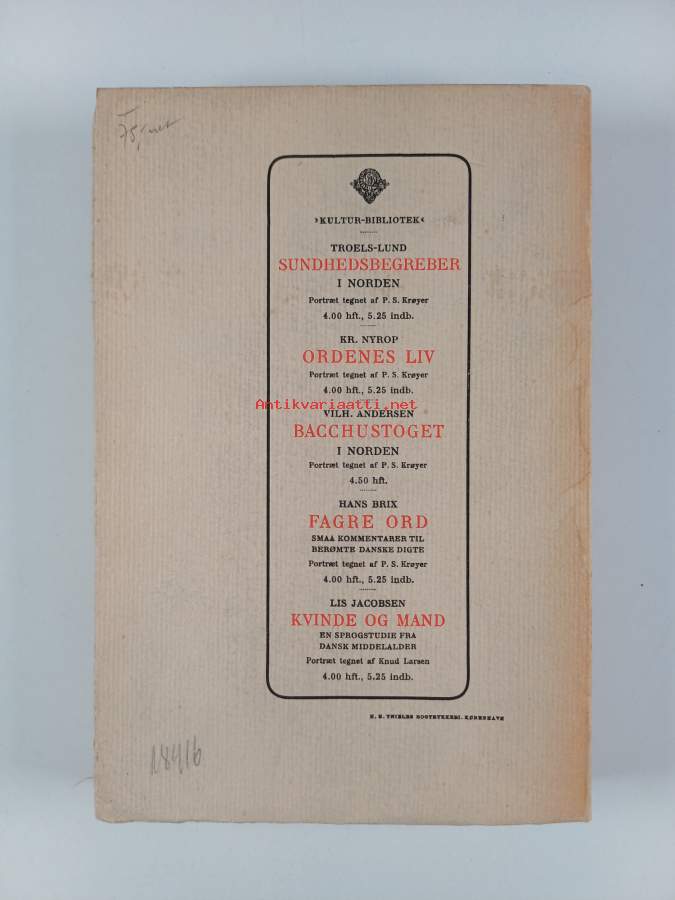 75,- net
»KULTUR-BIBLIOTEK«
TROELS-LUND
SUNDHEDSBEGREBER
I NORDEN
Portræt tegnet af P. S. Krøyer
4.00 hft., 5.25 indb.
KR. NYROP
ORDENES LIV
Portræt tegnet af P. S. Krøyer
4.00 hft., 5.25 indb.
Antikvariaatti.net
VILH. ANDERSEN
BACCHUSTOGET
I NORDEN
Portræt tegnet af P. S. Krøyer
4.50 hft.
HANS BRIX
FAGRE ORD
SMAA KOMMENTARER TIL
BERØMTE DANSKE DIGTE
Portræt tegnet af P. S. Krøyer
4.00 hft., 5.25 indb.
LIS JACOBSEN
KVINDE OG MAND
EN SPROGSTUDIE FRA
DANSK MIDDELALDER
Portræt tegnet af Knud Larsen
4.00 hft., 5.25 indb.
BOGTRYKKERI. KØBENHAVN
18416